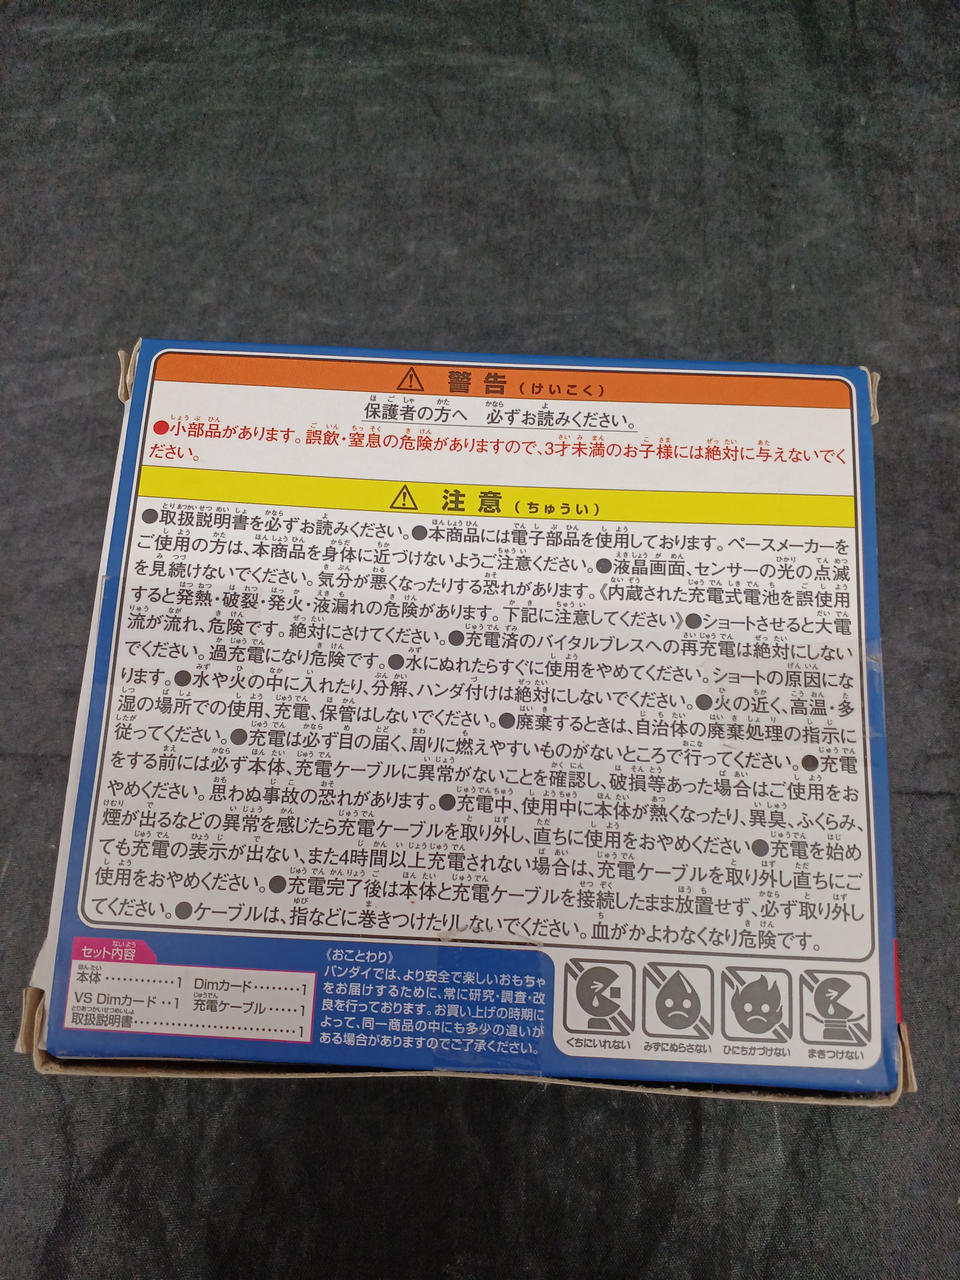 ⚠ 警告(けいこく)
保護者の方へ 必ずお読みください。
●小部品があります。誤飲・窒息の危険がありますので、3才未満のお子様には絶対に与えないでく
ださい。
⚠ 注意(ちゅうい)
●取扱説明書を必ずお読みください。●本商品には電子部品を使用しております。ペースメーカーを
ご使用の方は、本商品を身体に近づけないようご注意ください。●液晶画面、センサーの光の点滅
を見続けないでください。気分が悪くなったりする恐れがあります。《内蔵された充電式電池を誤使用
すると発熱・破裂・発火・液漏れの危険があります。下記に注意してください》●ショートさせると大電
流が流れ、危険です。絶対にさけてください。●充電済のバイタルブレスへの再充電は絶対にしない
でください。過充電になり危険です。●水にぬれたらすぐに使用をやめてください。ショートの原因にな
ります。●水や火の中に入れたり、分解、ハンダ付けは絶対にしないでください。●火の近く、高温・多
湿の場所での使用、充電、保管はしないでください。●廃棄するときは、自治体の廃棄処理の指示に
従ってください。●充電は必ず目の届く、周りに燃えやすいものがないところで行ってください。●充電
をする前には必ず本体、充電ケーブルに異常がないことを確認し、破損等あった場合はご使用をお
やめください。思わぬ事故の恐れがあります。●充電中、使用中に本体が熱くなったり、異臭、ふくらみ、
煙が出るなどの異常を感じたら充電ケーブルを取り外し、直ちに使用をおやめください●充電を始め
ても充電の表示が出ない、また4時間以上充電されない場合は、充電ケーブルを取り外し直ちにご
使用をおやめください。●充電完了後は本体と充電ケーブルを接続したまま放置せず、必ず取り外し
てください。●ケーブルは、指などに巻きつけたりしないでください。血がかよわなくなり危険です。
セット内容
本体 ………… 1 Dimカード …… 1
VS Dimカード ‥ 1 充電ケーブル …… 1
取扱説明書 …………………… 1
《おことわり》
バンダイでは、より安全で楽しいおもちゃ
をお届けするために、常に研究・調査・改
良を行っております。お買い上げの時期に
よって、同一商品の中にも多少の違いが
ある場合がありますのでご了承ください。
くちにいれない みずにぬらさない ひにちかづけない まきつけない